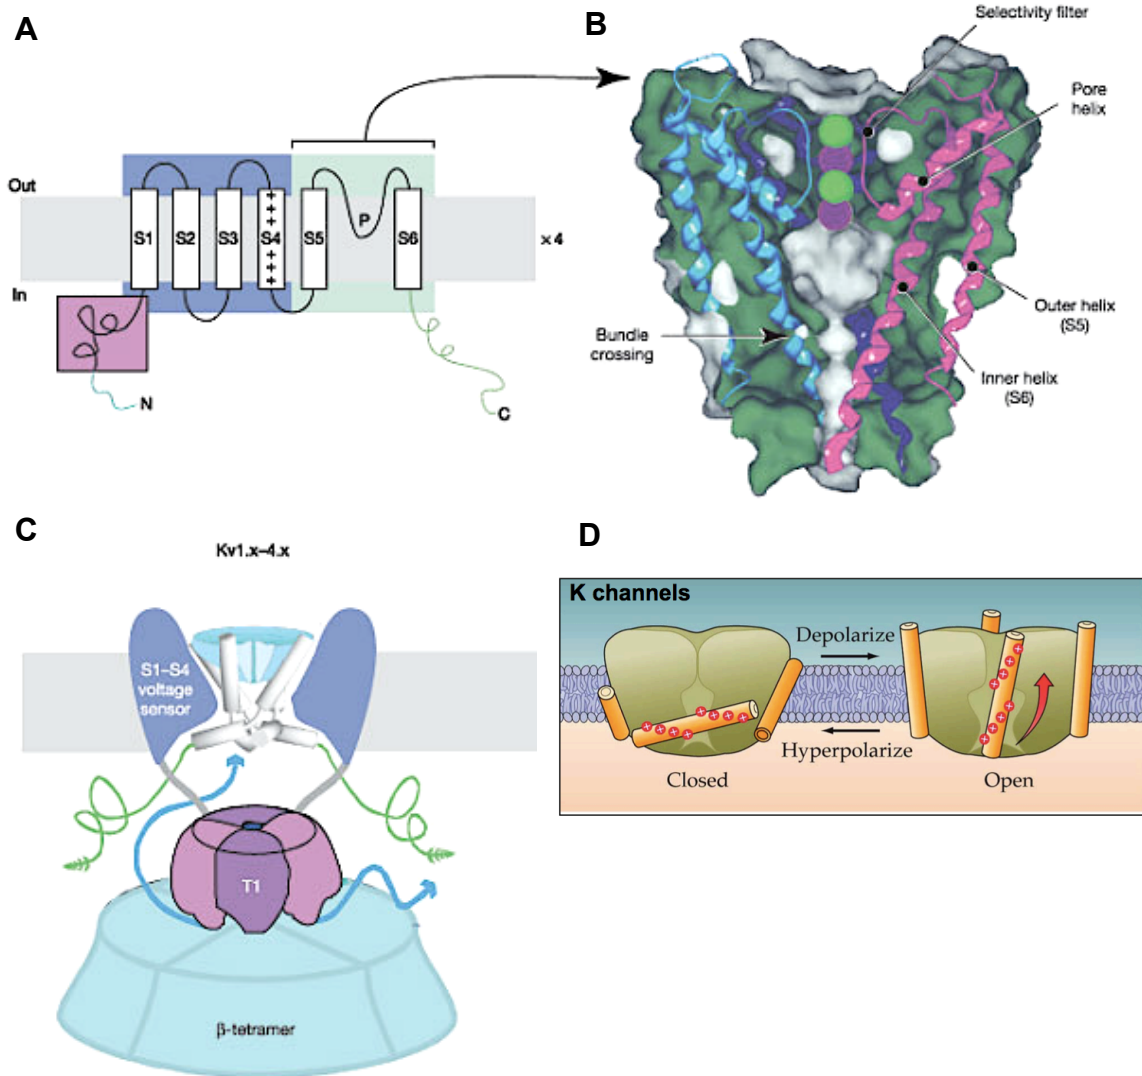 A
Out
In
S1
S2
S3
S4
+
+
+
+
+
+
+
+
S5
P
S6
×4
N
C
B
Selectivity filter
Pore
helix
Outer helix
(S5)
Inner helix
(S6)
Bundle
crossing
C
Kv1.x–4.x
S1–S4
voltage
sensor
T1
β-tetramer
D
K channels
Depolarize
Hyperpolarize
Closed
Open
+ + + + + + + +
+ + + + + + + +